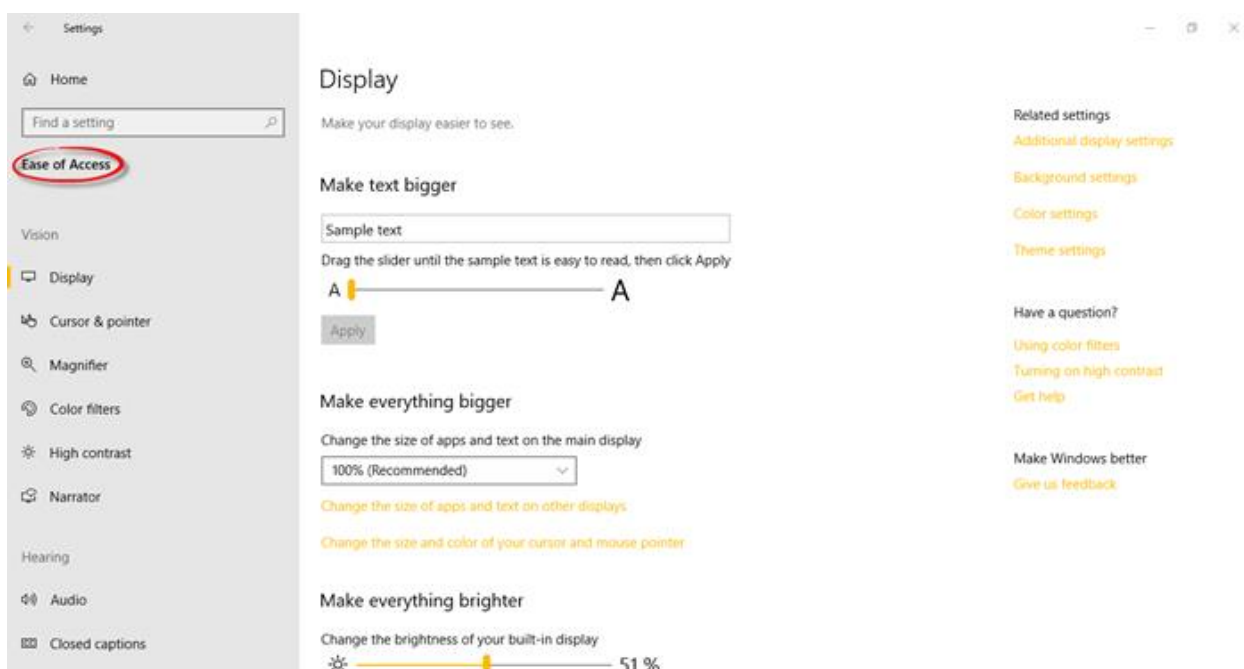 Settings
Home
Find a setting
Ease of Access
Vision
Display
Cursor & pointer
Magnifier
Color filters
High contrast
Narrator
Hearing
Audio
Closed captions
Display
Make your display easier to see.
Make text bigger
Sample text
Drag the slider until the sample text is easy to read, then click Apply
A A
Apply
Make everything bigger
Change the size of apps and text on the main display
100% (Recommended)
Change the size of apps and text on other displays
Change the size and color of your cursor and mouse pointer
Make everything brighter
Change the brightness of your built-in display
51 %
Related settings
Additional display settings
Background settings
Color settings
Theme settings
Have a question?
Using color filters
Turning on high contrast
Get help
Make Windows better
Give us feedback